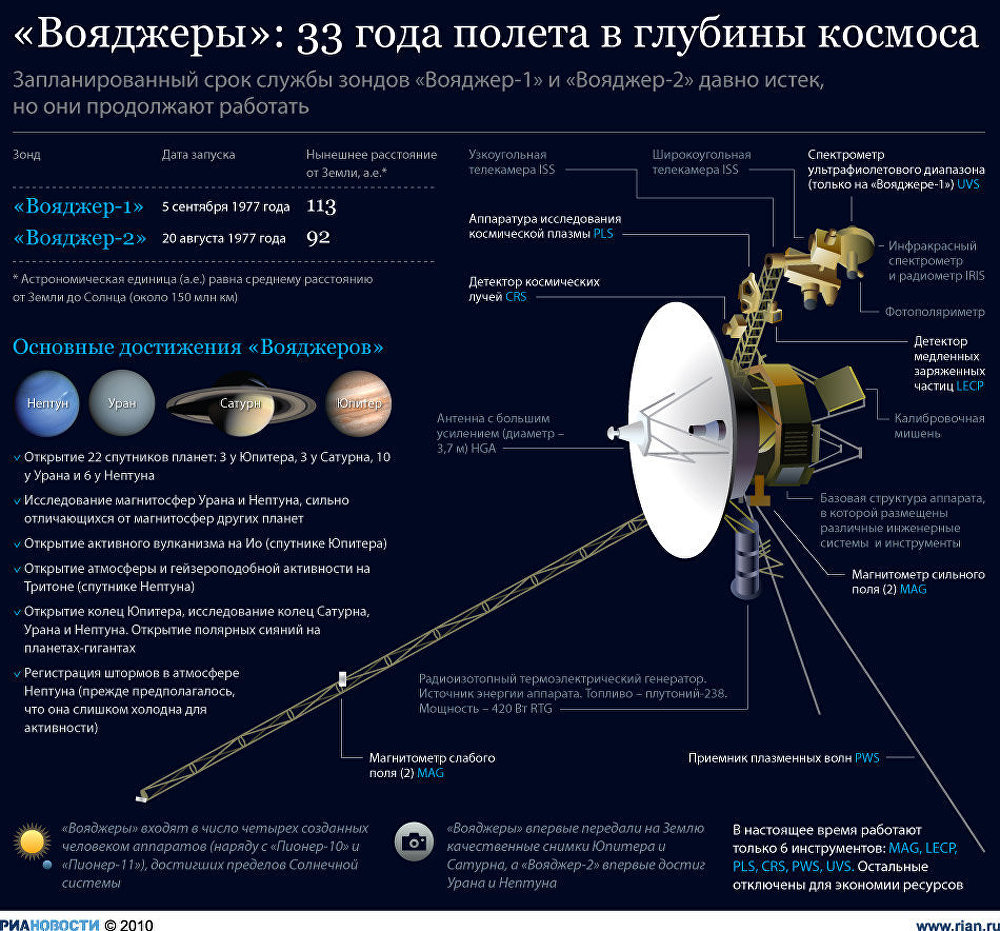 «Вояджеры»: 33 года полета в глубины космоса
Запланированный срок службы зондов «Вояджер-1» и «Вояджер-2» давно истек,
но они продолжают работать
Зонд
Дата запуска
Нынешнее расстояние
от Земли, а.е.*
«Вояджер-1»
5 сентября 1977 года
113
«Вояджер-2»
20 августа 1977 года
92
* Астрономическая единица (а.е.) равна среднему расстоянию
от Земли до Солнца (около 150 млн км)
Основные достижения «Вояджеров»
Нептун
Уран
Сатурн
Юпитер
Открытие 22 спутников планет: 3 у Юпитера, 3 у Сатурна, 10
у Урана и 6 у Нептуна
Исследование магнитосфер Урана и Нептуна, сильно
отличающихся от магнитосфер других планет
Открытие активного вулканизма на Ио (спутнике Юпитера)
Открытие атмосферы и гейзероподобной активности на
Тритоне (спутнике Нептуна)
Открытие колец Юпитера, исследование колец Сатурна,
Урана и Нептуна. Открытие полярных сияний на
планетах-гигантах
Регистрация штормов в атмосфере
Нептуна (прежде предполагалось,
что она слишком холодна для
активности)
Узкоугольная
телекамера ISS
Широкоугольная
телекамера ISS
Спектрометр
ультрафиолетового диапазона
(только на «Вояджере-1») UVS
Аппаратура исследования
космической плазмы PLS
Инфракрасный
спектрометр
и радиометр IRIS
Детектор космических
лучей CRS
Фотополяриметр
Детектор
медленных
заряженных
частиц LECP
Антенна с большим
усилением (диаметр –
3,7 м) HGA
Калибровочная
мишень
Базовая структура аппарата,
в которой размещены
различные инженерные
системы и инструменты
Магнитометр сильного
поля (2) MAG
Радиоизотопный термоэлектрический генератор.
Источник энергии аппарата. Топливо – плутоний-238.
Мощность – 420 Вт RTG
Магнитометр слабого
поля (2) MAG
Приемник плазменных волн PWS
«Вояджеры» входят в число четырех созданных
человеком аппаратов (наряду с «Пионер-10» и
«Пионер-11»), достигших пределов Солнечной
системы
«Вояджеры» впервые передали на Землю
качественные снимки Юпитера и
Сатурна, а «Вояджер-2» впервые достиг
Урана и Нептуна
В настоящее время работают
только 6 инструментов: MAG, LECP,
PLS, CRS, PWS, UVS. Остальные
отключены для экономии ресурсов
РИАНОВОСТИ © 2010
www.rian.ru